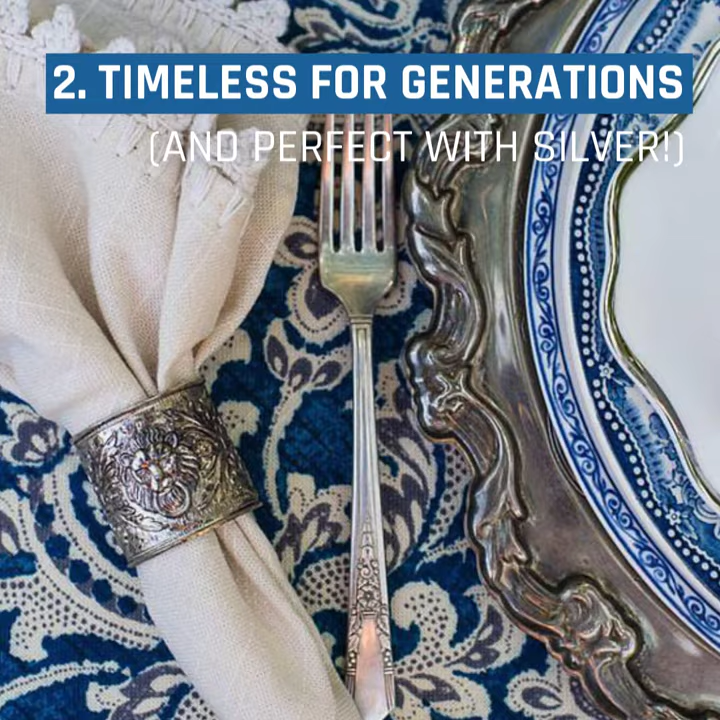 2. TIMELESS FOR GENERATIONS
(AND PERFECT WITH SILVER!)